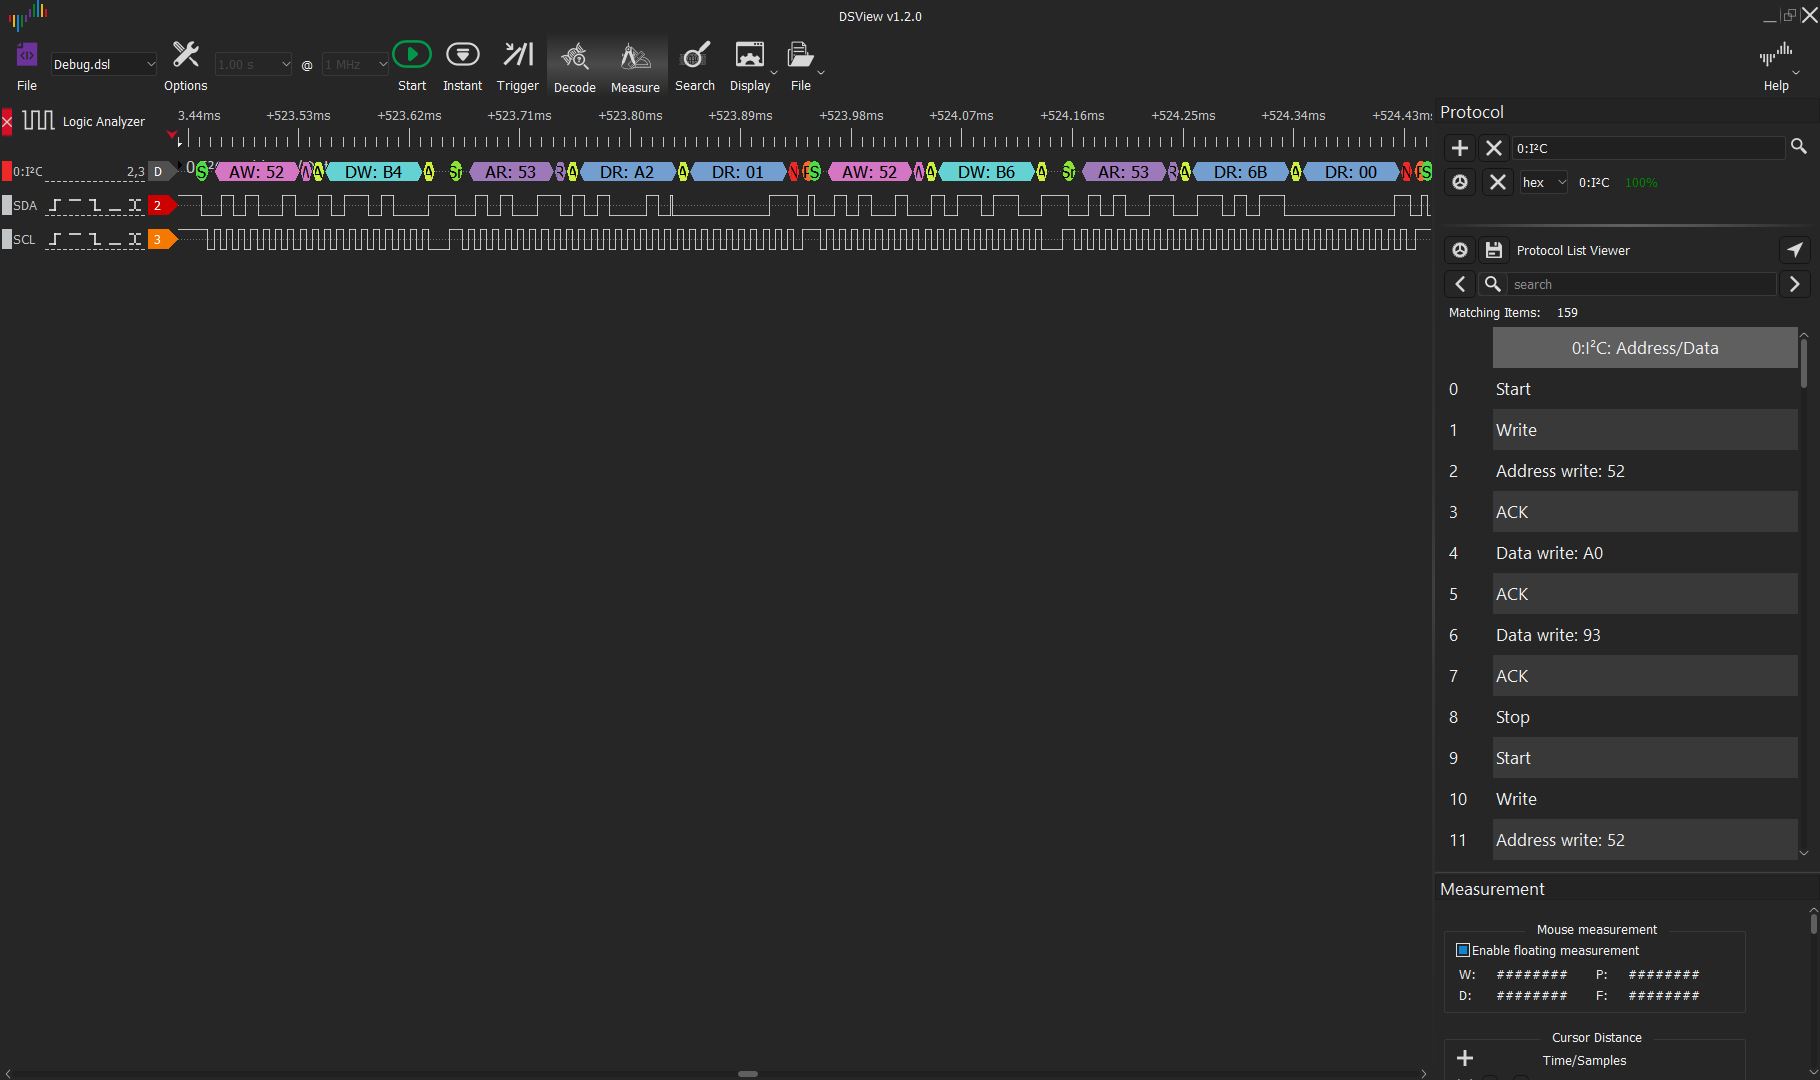 DSView v1.2.0
File
Debug.dsl
Options
1.00 s
@
1 MHz
Start
Instant
Trigger
Decode
Measure
Search
Display
File
Help
Logic Analyzer
3.44ms +523.53ms +523.62ms +523.71ms +523.80ms +523.89ms +523.98ms +524.07ms +524.16ms +524.25ms +524.34ms +524.43ms
0:I²C 2,3 D S AW: 52 W A DW: B4 A Sr AR: 53 R A DR: A2 A DR: 01 N S AW: 52 W A DW: B6 A Sr AR: 53 R A DR: 6B A DR: 00 N S
SDA 2
SCL 3
Protocol
0:I²C
hex 0:I²C 100%
Protocol List Viewer
search
Matching Items: 159
0:I²C: Address/Data
0 Start
1 Write
2 Address write: 52
3 ACK
4 Data write: A0
5 ACK
6 Data write: 93
7 ACK
8 Stop
9 Start
10 Write
11 Address write: 52
Measurement
Mouse measurement
Enable floating measurement
W: ######## P: ########
D: ######## F: ########
Cursor Distance
Time/Samples